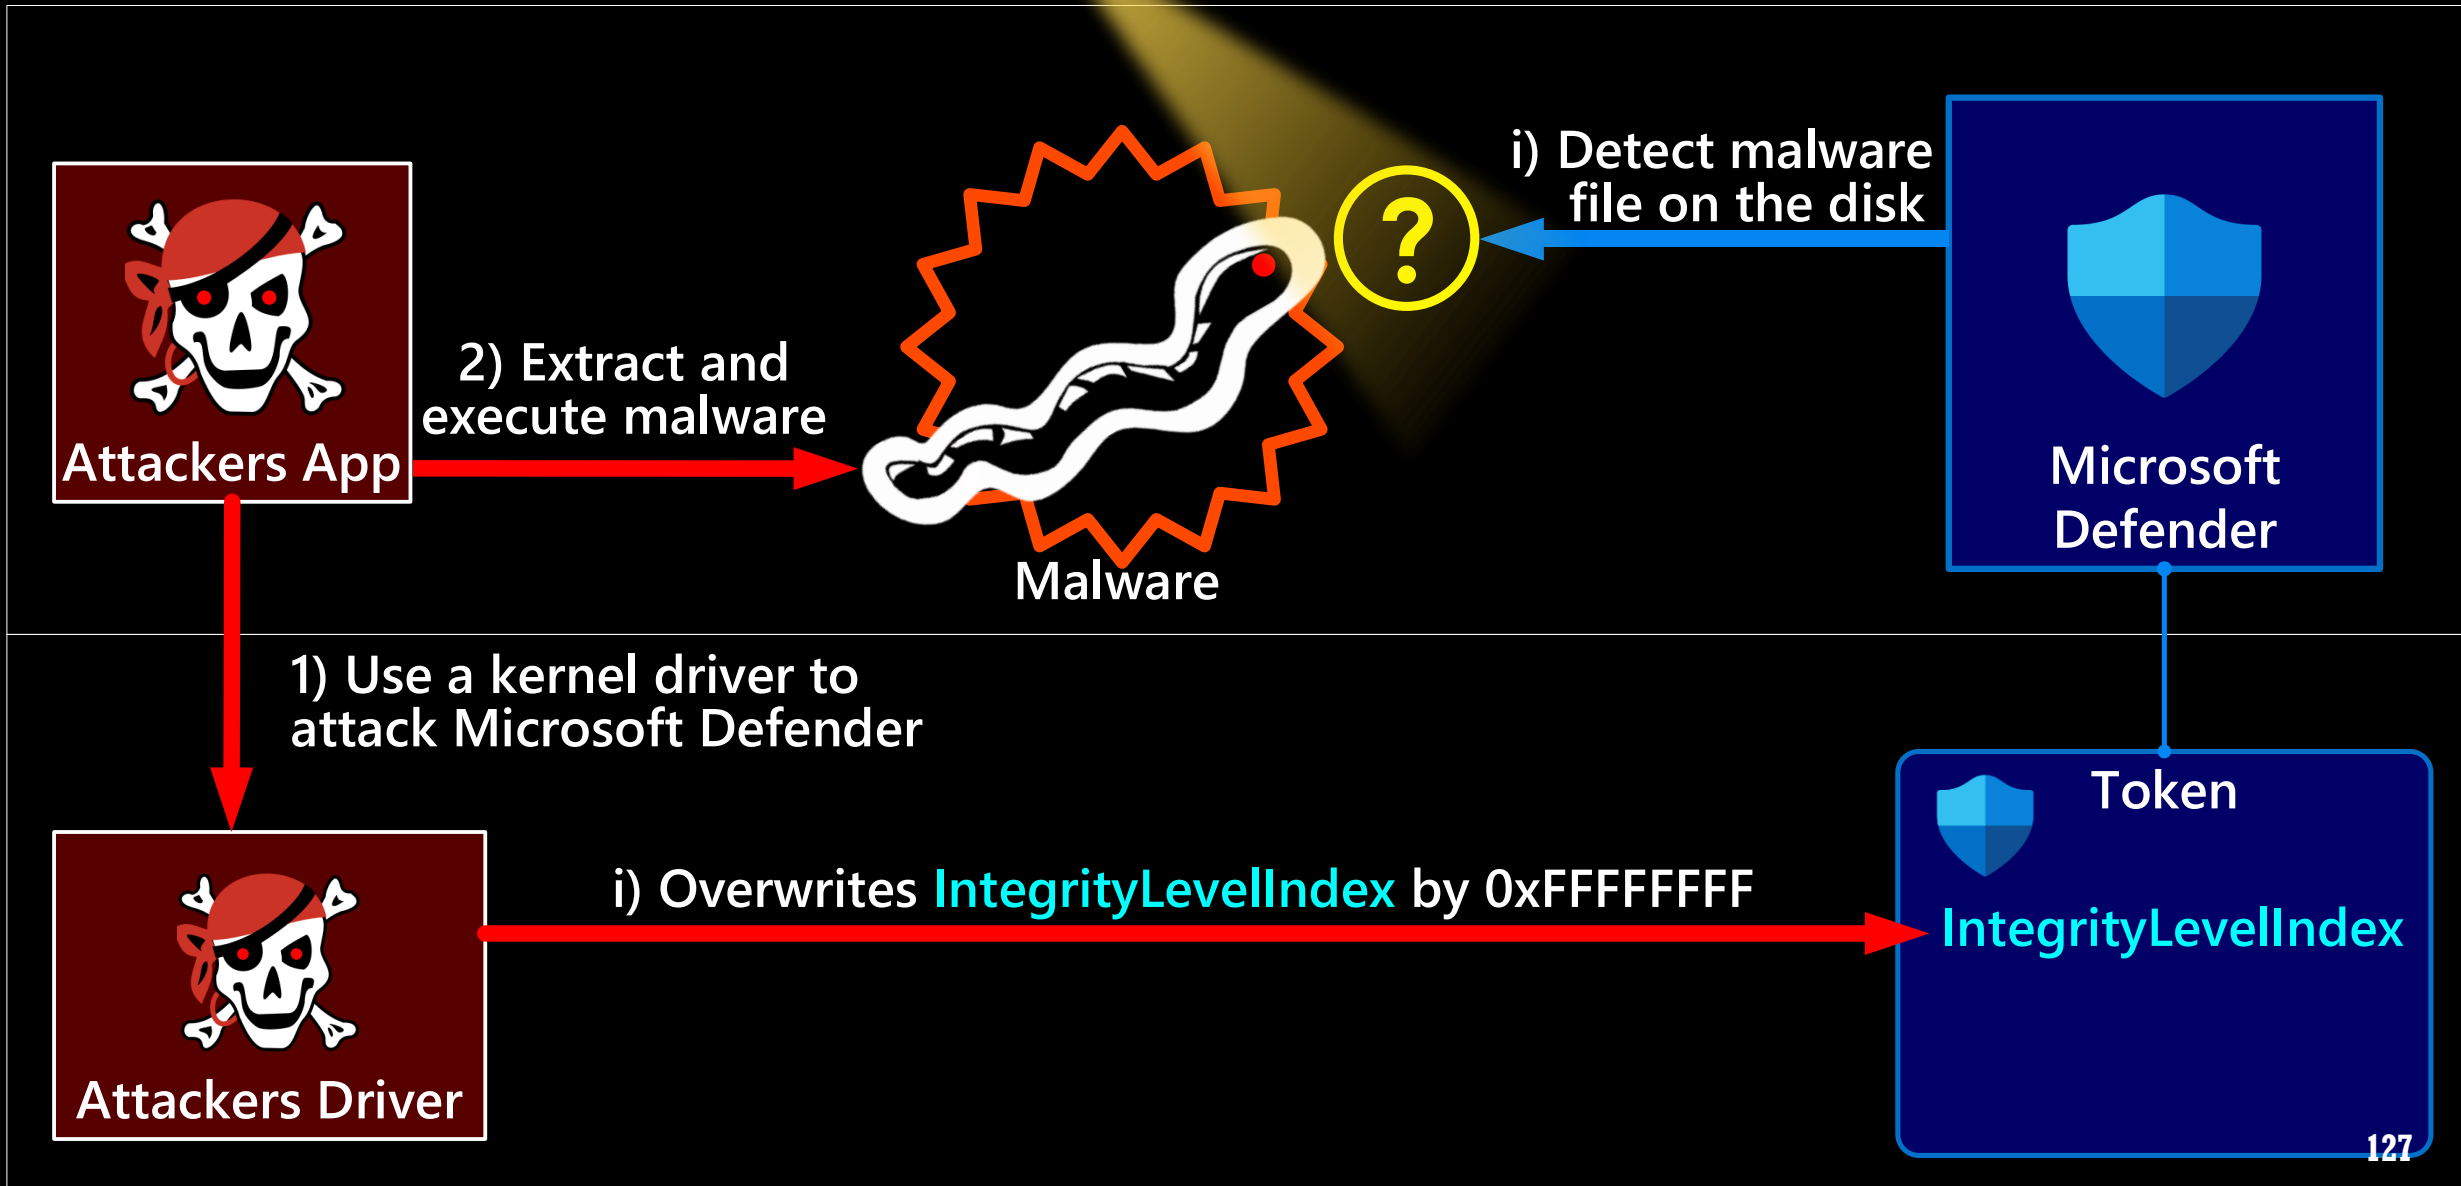 i) Detect malware
file on the disk
2) Extract and
execute malware
Attackers App
Microsoft
Defender
Malware
1) Use a kernel driver to
attack Microsoft Defender
Token
i) Overwrites IntegrityLevelIndex by 0xFFFFFFFF
IntegrityLevelIndex
Attackers Driver
?
127